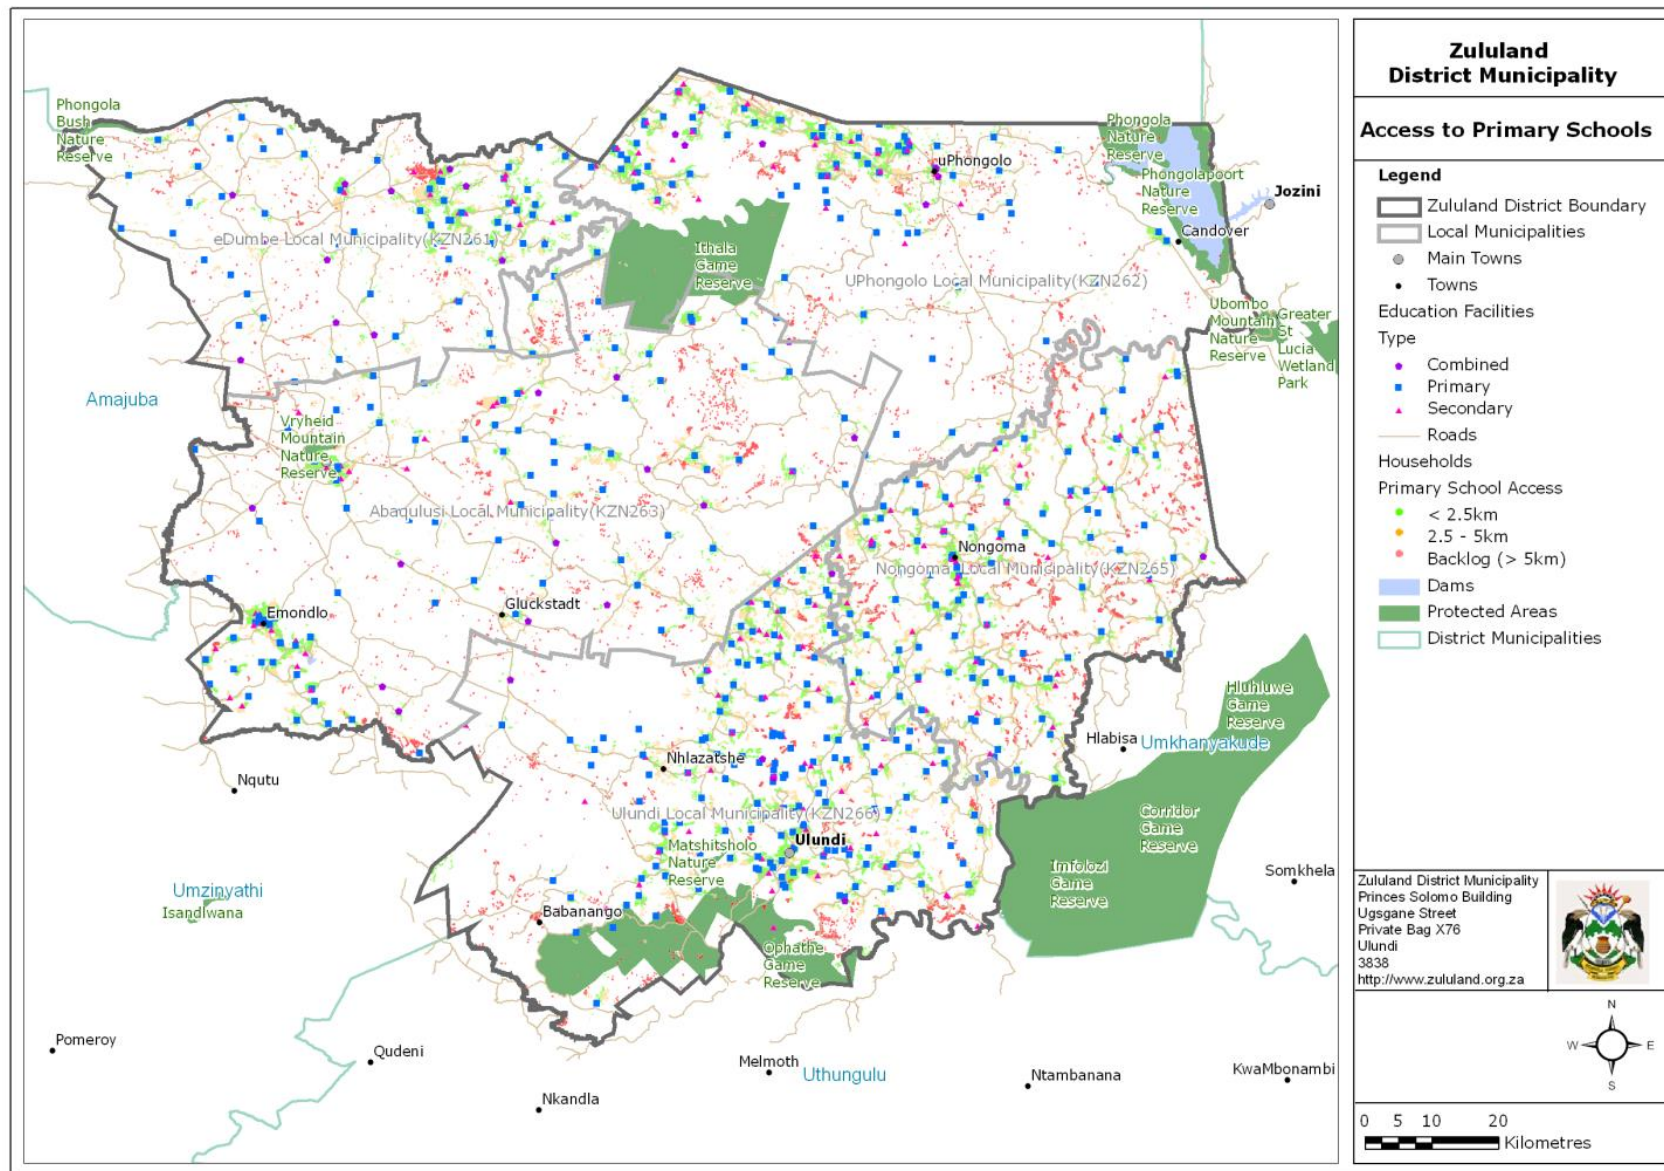 Zululand
District Municipality
Access to Primary Schools
Legend
Zululand District Boundary
Local Municipalities
Main Towns
Towns
Education Facilities
Type
Combined
Primary
Secondary
Roads
Households
Primary School Access
< 2.5km
2.5 - 5km
Backlog (> 5km)
Dams
Protected Areas
District Municipalities
Zululand District Municipality
Princes Solomo Building
Ugsgane Street
Private Bag X76
Ulundi
3838
http://www.zululand.org.za
N
W
E
S
0 5 10 20
Kilometres
Phongola
Bush
Nature
Reserve
Phongola
Nature
Reserve
uPhongolo
Phongolapoort
Nature
Reserve
Jozini
Candover
eDumbe Local Municipality(KZN261)
Ithala
Game
Reserve
UPhongolo Local Municipality(KZN262)
Ubombo
Mountain
Nature
Reserve
Greater
St
Lucia
Wetland
Park
Amajuba
Vryheid
Mountain
Nature
Reserve
Abaqulusi Local Municipality(KZN263)
Nongoma
Nongoma Local Municipality(KZN265)
Emondlo
Gluckstadt
Hluhluwe
Game
Reserve
Hlabisa
Umkhanyakude
Nqutu
Nhlazatshe
Ulundi Local Municipality(KZN266)
Corridor
Game
Reserve
Ulundi
Matshitsholo
Nature
Reserve
Imfolozi
Game
Reserve
Somkhela
Umzinyathi
Isandlwana
Babanango
Ophathe
Game
Reserve
Pomeroy
Qudeni
Melmoth
Uthungulu
Ntambanana
KwaMbonambi
Nkandla